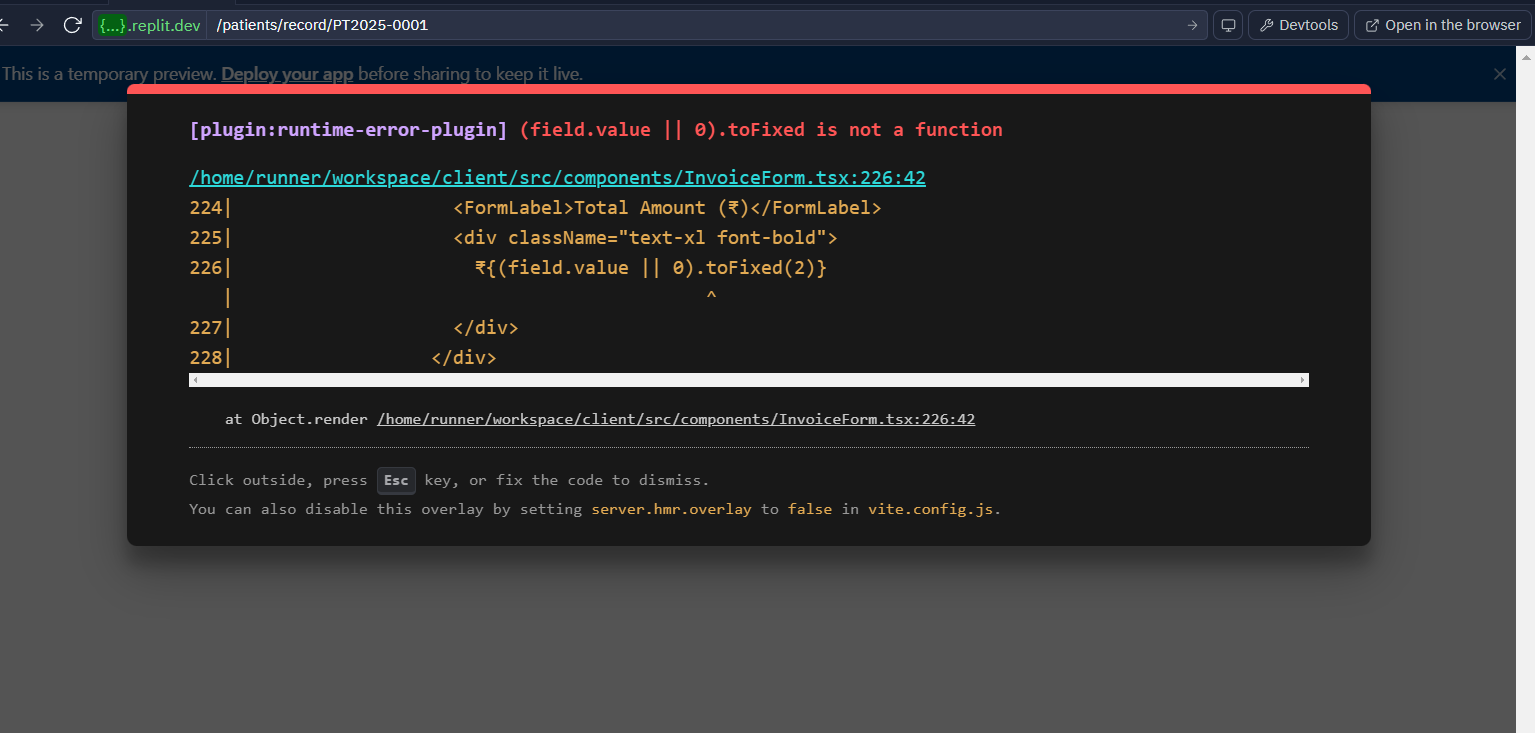 {...}.replit.dev /patients/record/PT2025-0001 Devtools Open in the browser
This is a temporary preview. Deploy your app before sharing to keep it live.
[plugin:runtime-error-plugin] (field.value || 0).toFixed is not a function
/home/runner/workspace/client/src/components/InvoiceForm.tsx:226:42
224| <FormLabel>Total Amount (₹)</FormLabel>
225| <div className="text-xl font-bold">
226| ₹{(field.value || 0).toFixed(2)}
| ^
227| </div>
228| </div>
at Object.render /home/runner/workspace/client/src/components/InvoiceForm.tsx:226:42
Click outside, press Esc key, or fix the code to dismiss.
You can also disable this overlay by setting server.hmr.overlay to false in vite.config.js.